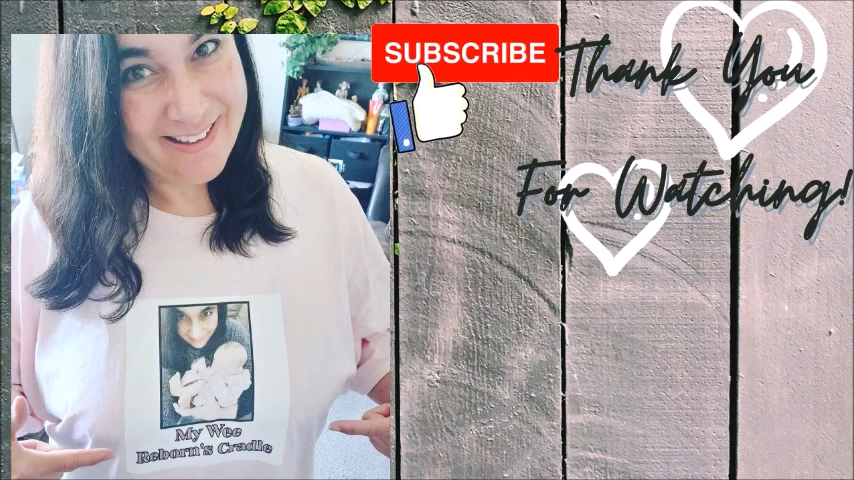 SUBSCRIBE
Thank You
For Watching!
My Wee
Reborn's Cradle